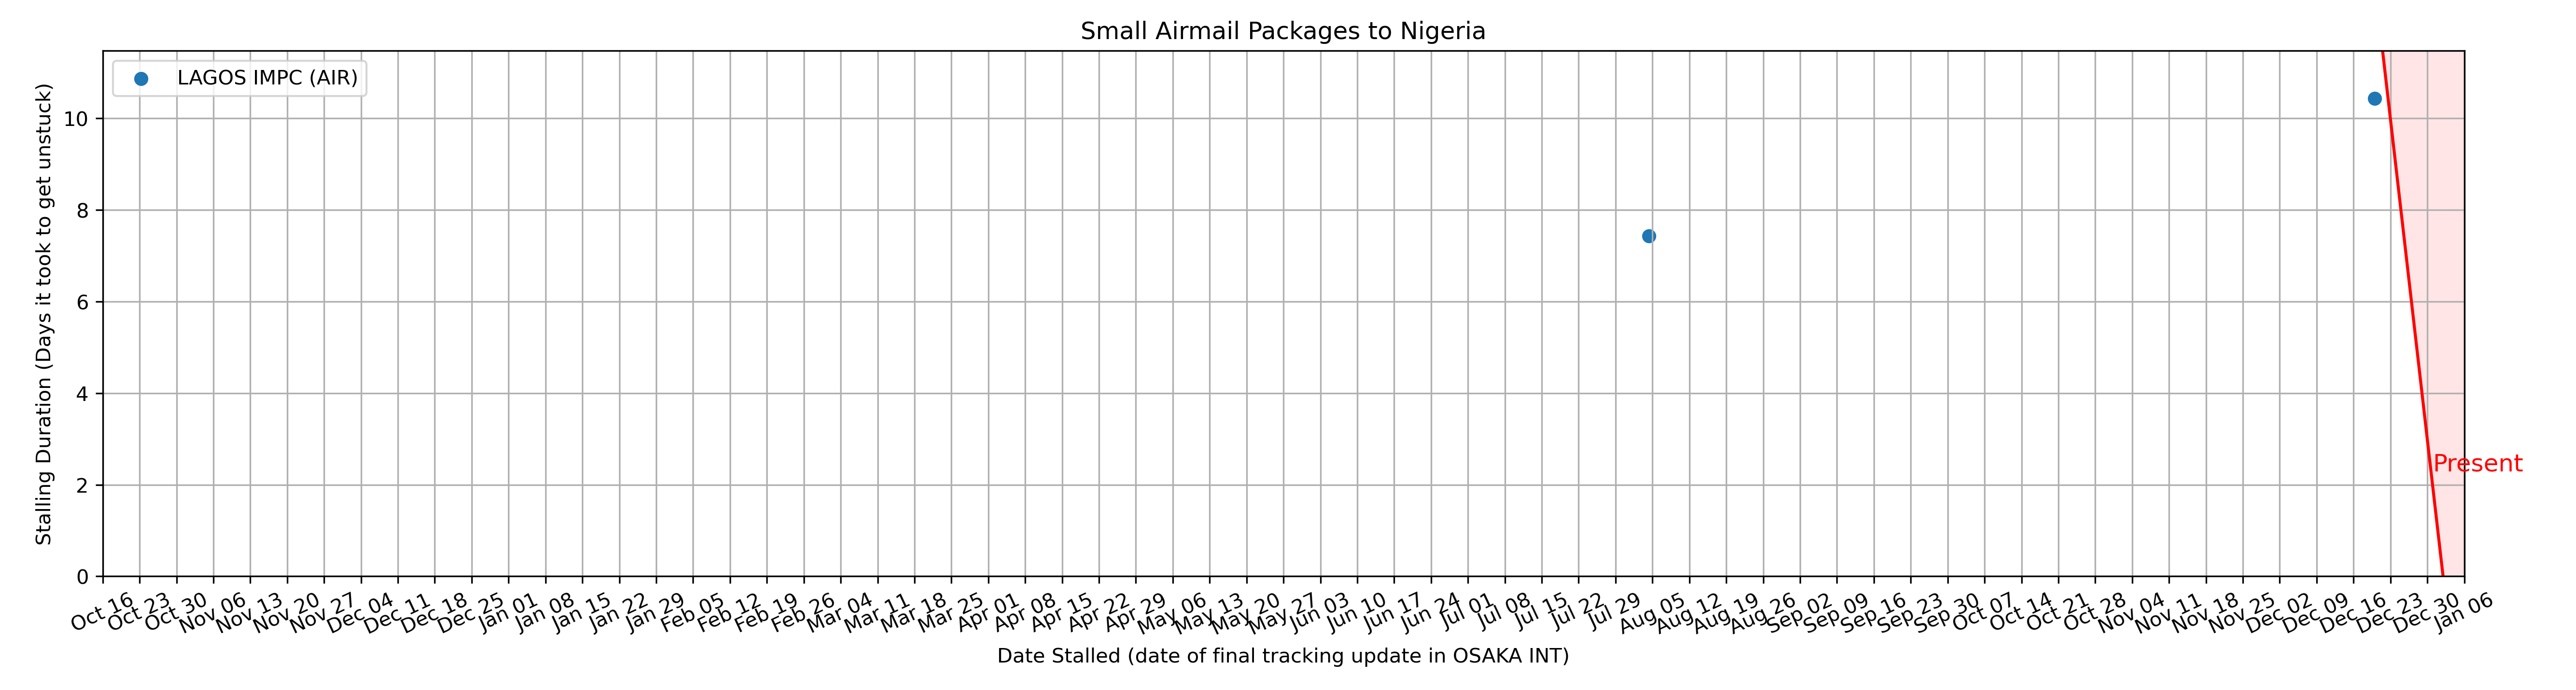 Small Airmail Packages to Nigeria
LAGOS IMPC (AIR)
Stalling Duration (Days it took to get unstuck)
10
8
6
4
2
0
Present
Oct 16
Oct 23
Oct 30
Nov 06
Nov 13
Nov 20
Nov 27
Dec 04
Dec 11
Dec 18
Dec 25
Jan 01
Jan 08
Jan 15
Jan 22
Jan 29
Feb 05
Feb 12
Feb 19
Feb 26
Mar 04
Mar 11
Mar 18
Mar 25
Apr 01
Apr 08
Apr 15
Apr 22
Apr 29
May 06
May 13
May 20
May 27
Jun 03
Jun 10
Jun 17
Jun 24
Jul 01
Jul 08
Jul 15
Jul 22
Jul 29
Aug 05
Aug 12
Aug 19
Aug 26
Sep 02
Sep 09
Sep 16
Sep 23
Sep 30
Oct 07
Oct 14
Oct 21
Oct 28
Nov 04
Nov 11
Nov 18
Nov 25
Dec 02
Dec 09
Dec 16
Dec 23
Dec 30
Jan 06
Date Stalled (date of final tracking update in OSAKA INT)